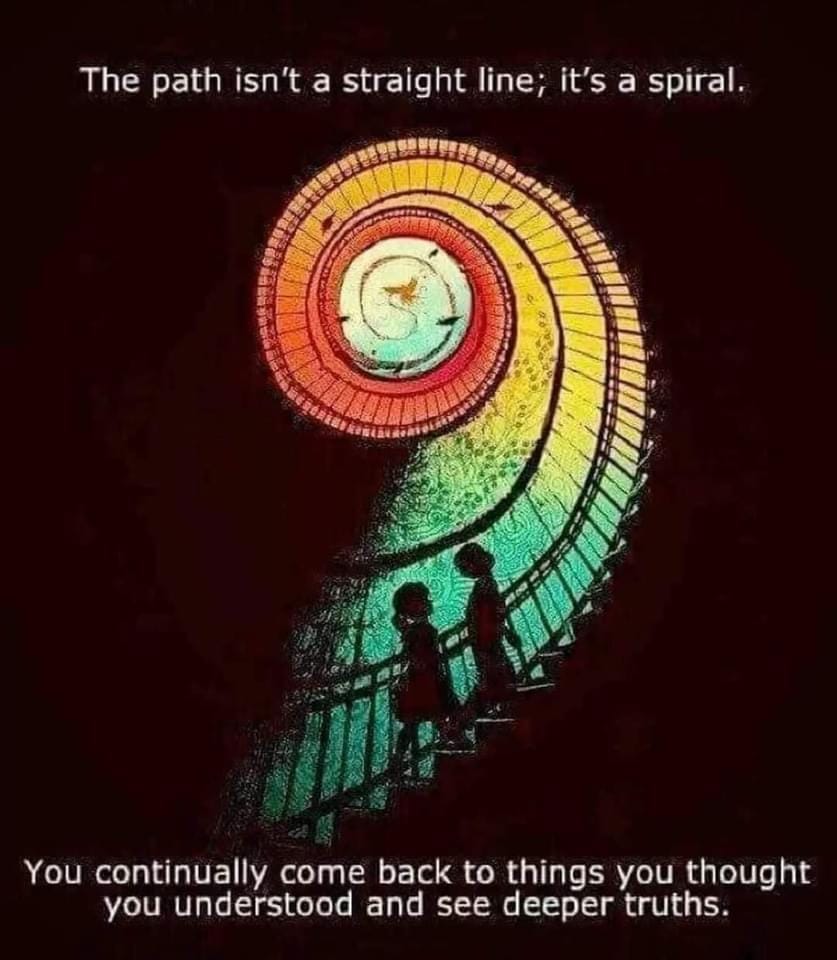 The path isn't a straight line; it's a spiral.
You continually come back to things you thought
you understood and see deeper truths.